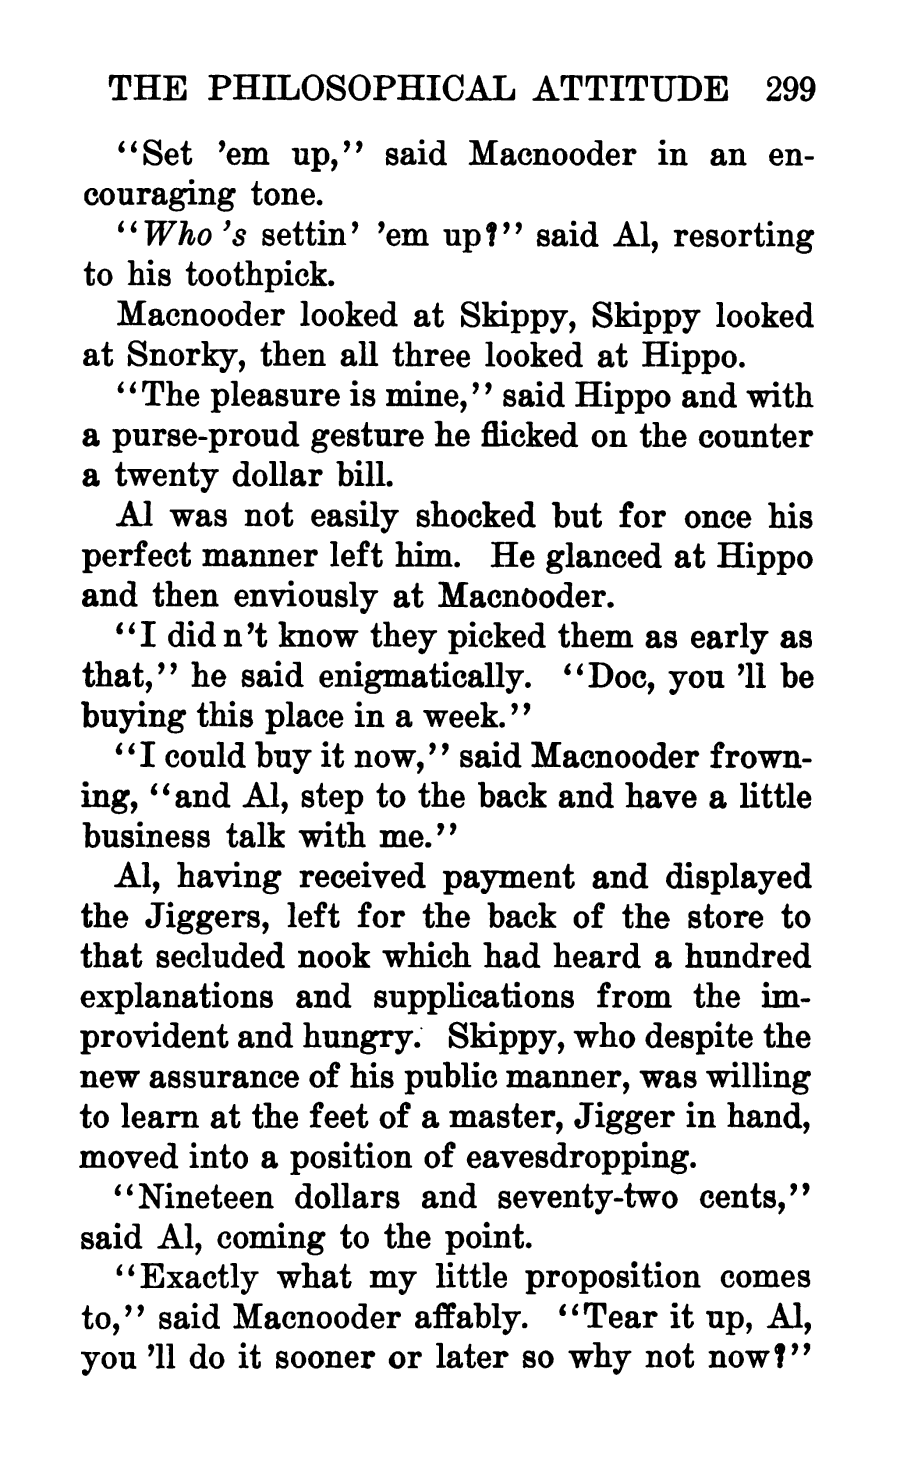 THE PHILOSOPHICAL ATTITUDE 299
“Set ’em up,” said Macnooder in an en-
couraging tone.
“Who ’s settin’ ’em up?” said Al, resorting
to his toothpick.
Macnooder looked at Skippy, Skippy looked
at Snorky, then all three looked at Hippo.
“The pleasure is mine,” said Hippo and with
a purse-proud gesture he flicked on the counter
a twenty dollar bill.
Al was not easily shocked but for once his
perfect manner left him. He glanced at Hippo
and then enviously at Macnooder.
“I did n’t know they picked them as early as
that,” he said enigmatically. “Doc, you ’ll be
buying this place in a week.”
“I could buy it now,” said Macnooder frown-
ing, “and Al, step to the back and have a little
business talk with me.”
Al, having received payment and displayed
the Jiggers, left for the back of the store to
that secluded nook which had heard a hundred
explanations and supplications from the im-
provident and hungry. Skippy, who despite the
new assurance of his public manner, was willing
to learn at the feet of a master, Jigger in hand,
moved into a position of eavesdropping.
“Nineteen dollars and seventy-two cents,”
said Al, coming to the point.
“Exactly what my little proposition comes
to,” said Macnooder affably. “Tear it up, Al,
you ’ll do it sooner or later so why not now?”